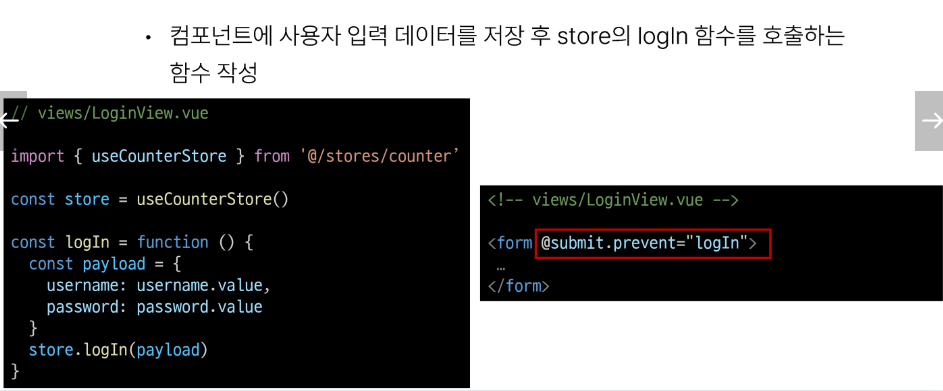 • 컴포넌트에 사용자 입력 데이터를 저장 후 store의 logIn 함수를 호출하는
함수 작성
// views/LoginView.vue
import { useCounterStore } from '@/stores/counter’
const store = useCounterStore()
const logIn = function () {
const payload = {
username: username.value,
password: password.value
}
store.logIn(payload)
}
<!-- views/LoginView.vue -->
<form @submit.prevent="logIn">
…
</form>